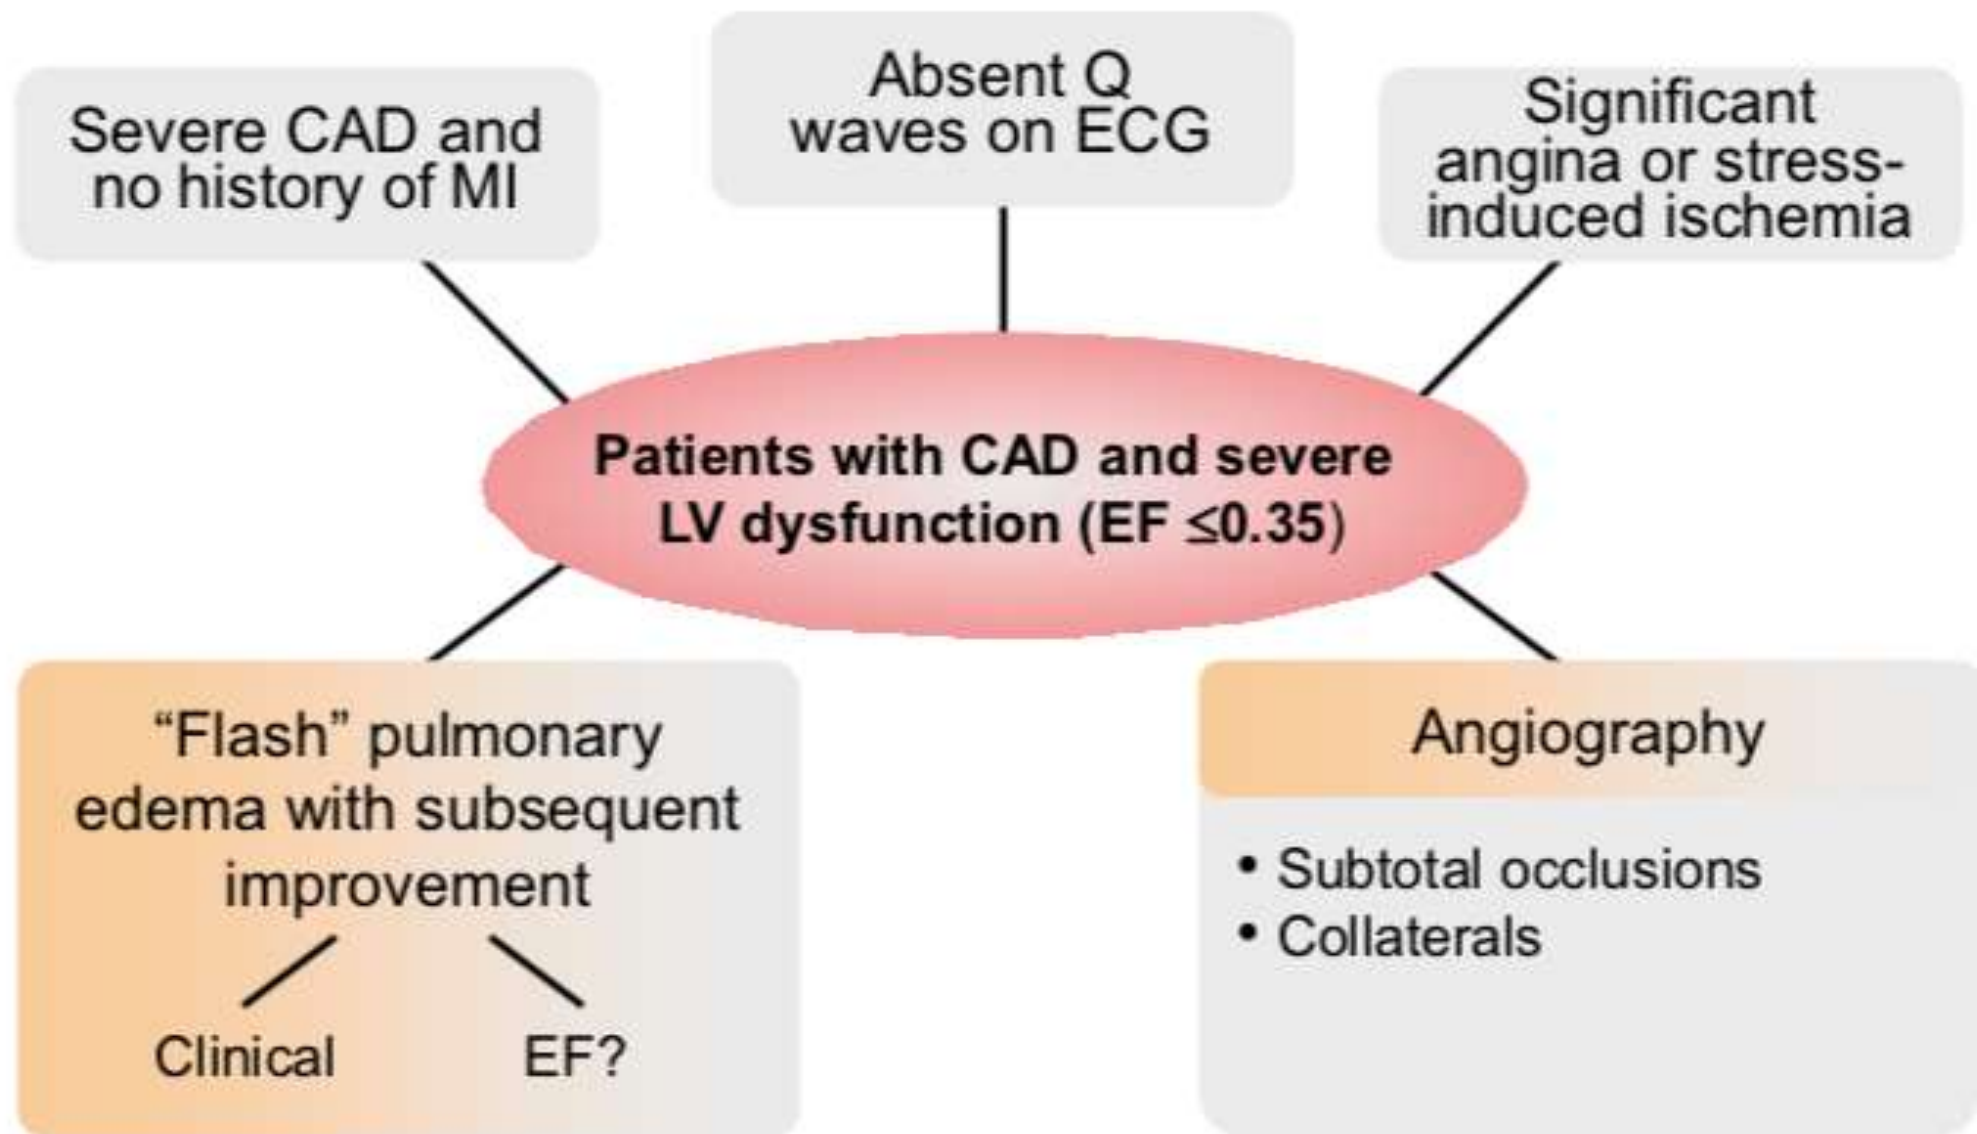 Severe CAD and
no history of MI
Absent Q
waves on ECG
Significant
angina or stress-
induced ischemia
Patients with CAD and severe
LV dysfunction (EF ≤0.35)
“Flash” pulmonary
edema with subsequent
improvement
Clinical
EF?
Angiography
• Subtotal occlusions
• Collaterals